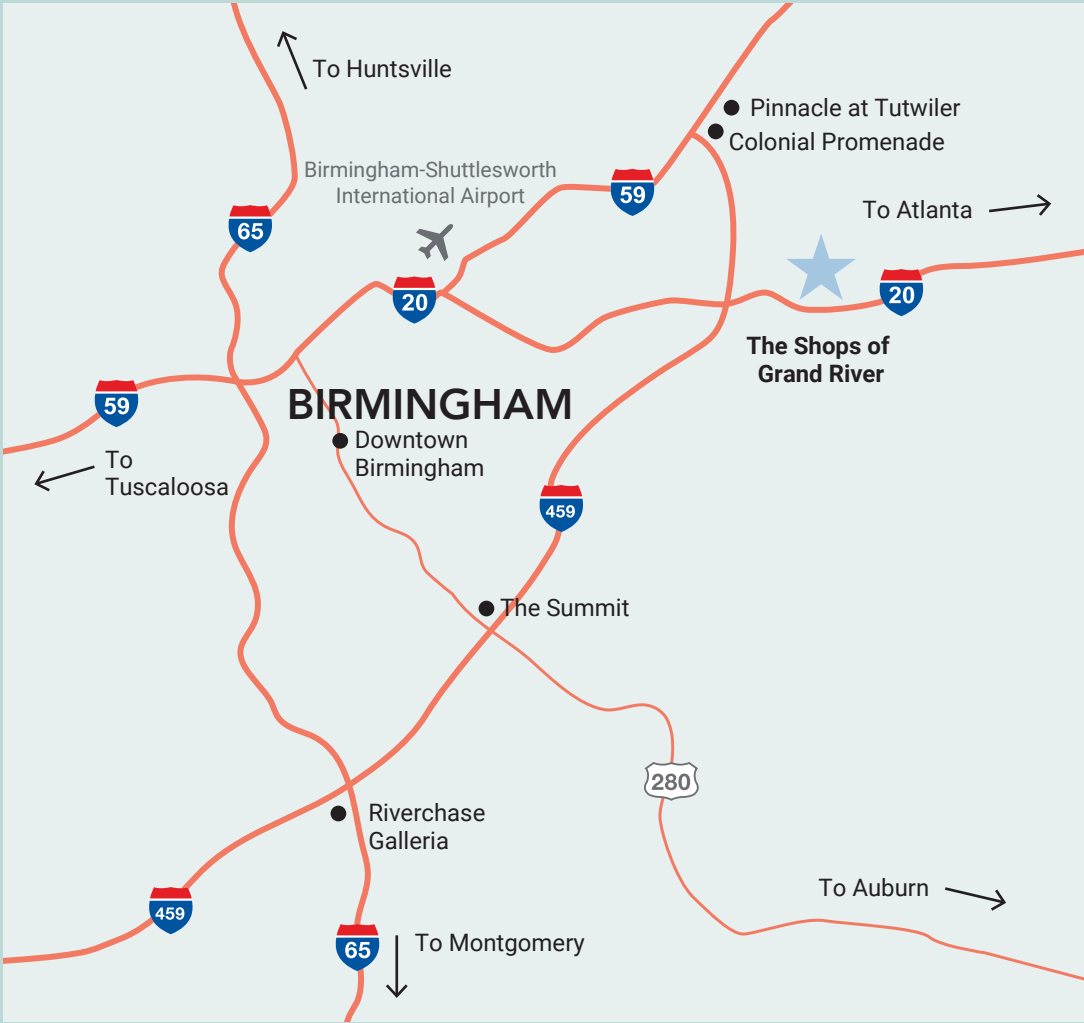 To Huntsville
Pinnacle at Tutwiler
Colonial Promenade
Birmingham-Shuttlesworth
International Airport
59
To Atlanta
65
20
20
The Shops of
Grand River
59
BIRMINGHAM
Downtown
Birmingham
To
Tuscaloosa
459
The Summit
280
Riverchase
Galleria
To Auburn
459
65
To Montgomery